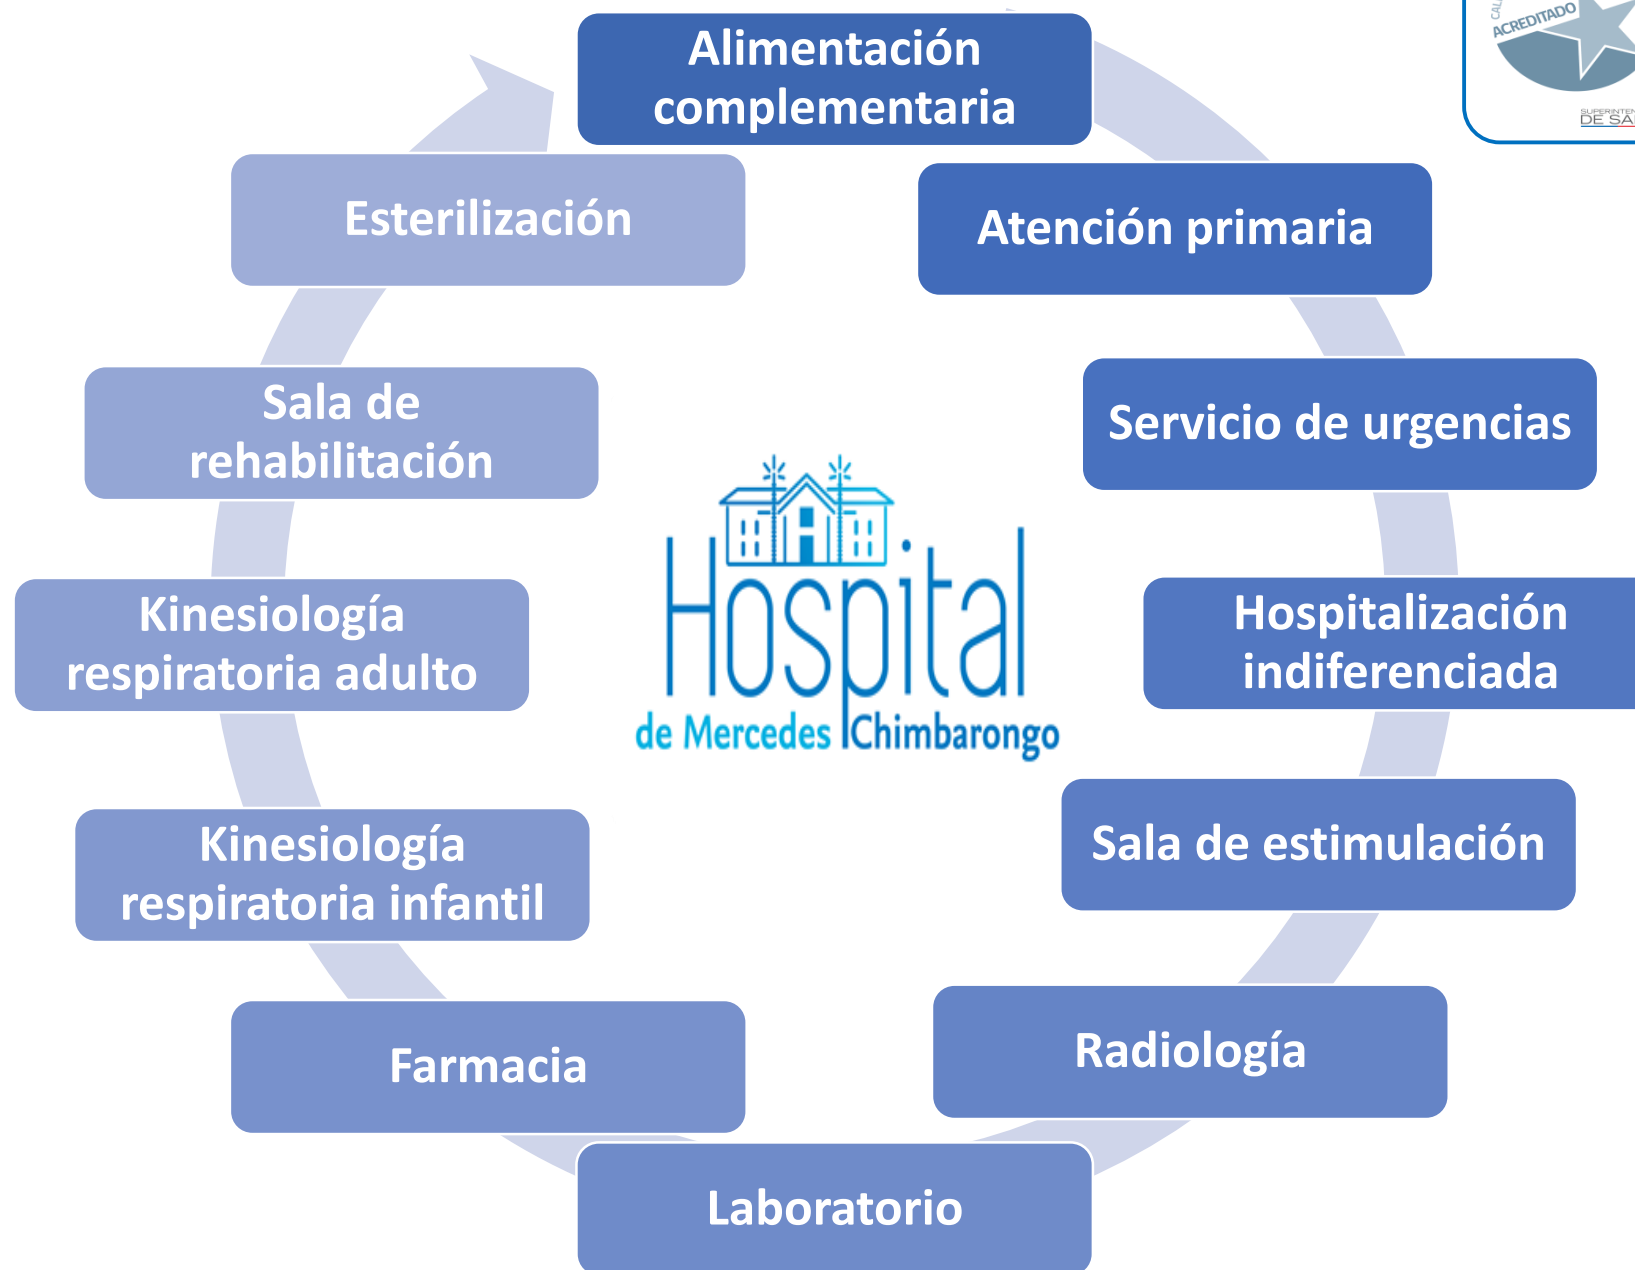 Alimentación
complementaria
ACREDITADO
DE
Esterilización
Atención primaria
Sala de
rehabilitación
Servicio de urgencias
Kinesiología
respiratoria adulto
Hospital
de Mercedes Chimbarongo
Hospitalización
indiferenciada
Kinesiología
respiratoria infantil
Sala de estimulación
Farmacia
Radiología
Laboratorio